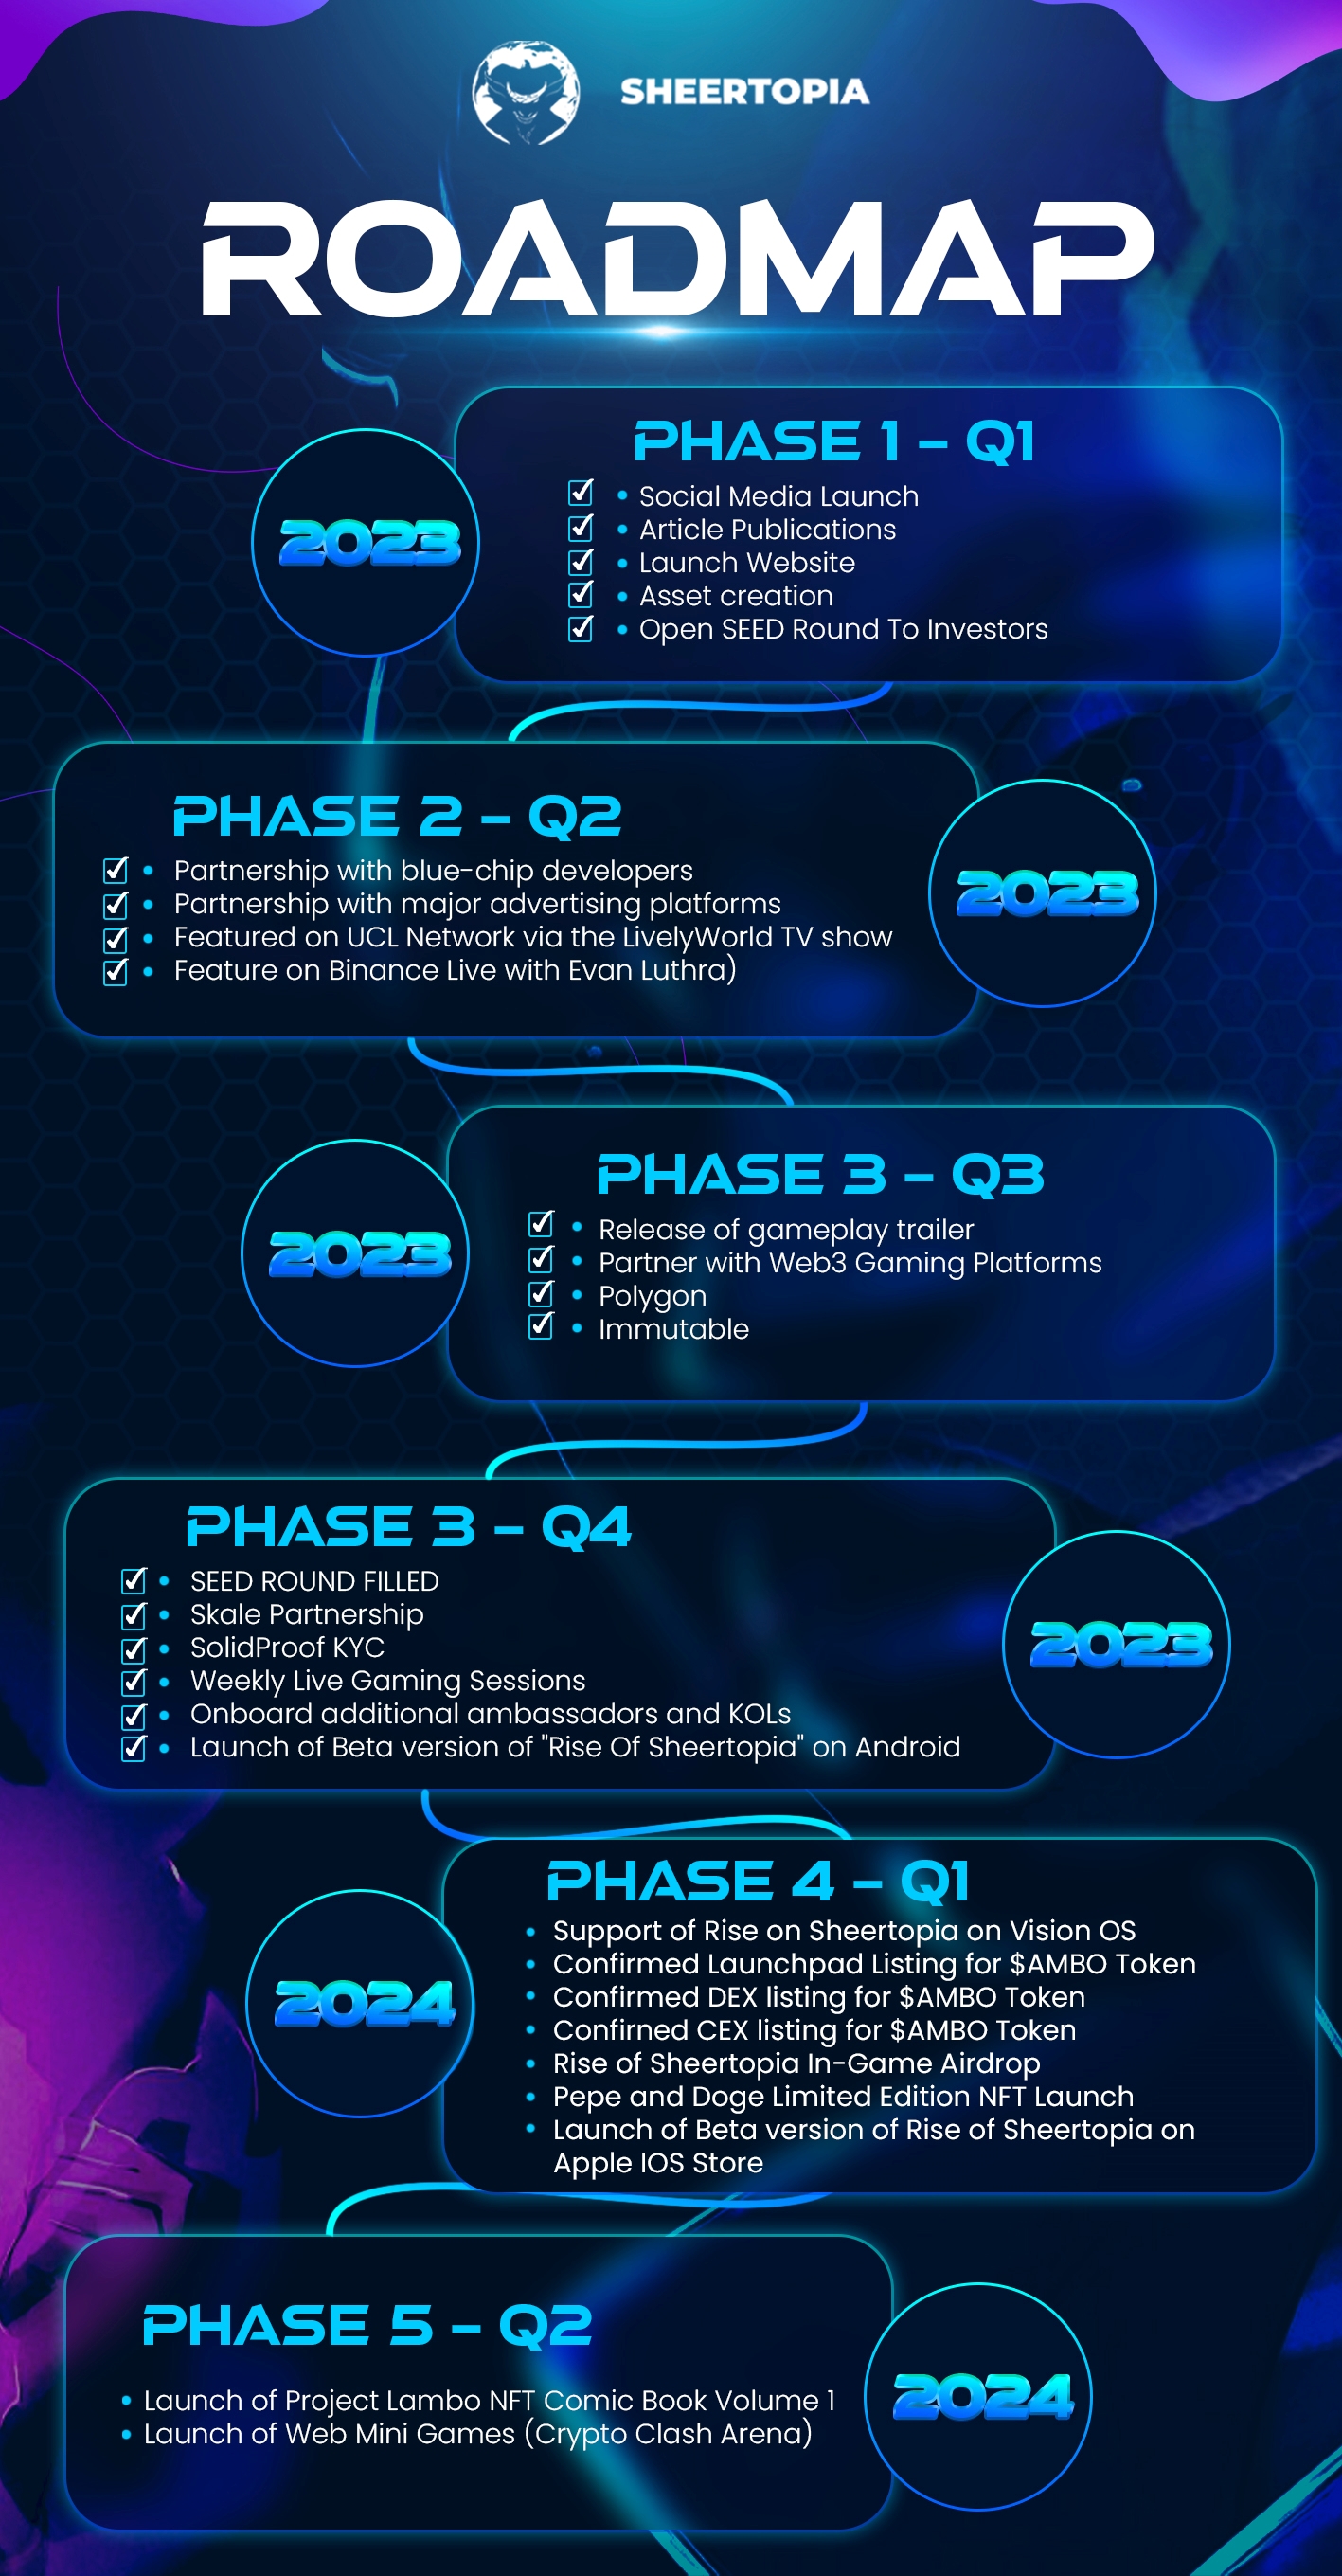 SHEERTOPIA
ROADMAP
PHASE 1 – Q1
2023
• Social Media Launch
• Article Publications
• Launch Website
• Asset creation
• Open SEED Round To Investors
PHASE 2 – Q2
• Partnership with blue-chip developers
• Partnership with major advertising platforms
• Featured on UCL Network via the LivelyWorld TV show
• Feature on Binance Live with Evan Luthra)
2023
PHASE 3 – Q3
2023
• Release of gameplay trailer
• Partner with Web3 Gaming Platforms
• Polygon
• Immutable
PHASE 3 – Q4
• SEED ROUND FILLED
• Skale Partnership
• SolidProof KYC
• Weekly Live Gaming Sessions
• Onboard additional ambassadors and KOLs
• Launch of Beta version of "Rise Of Sheertopia" on Android
2023
PHASE 4 – Q1
2024
• Support of Rise on Sheertopia on Vision OS
• Confirmed Launchpad Listing for $AMBO Token
• Confirmed DEX listing for $AMBO Token
• Confirned CEX listing for $AMBO Token
• Rise of Sheertopia In-Game Airdrop
• Pepe and Doge Limited Edition NFT Launch
• Launch of Beta version of Rise of Sheertopia on
Apple IOS Store
PHASE 5 – Q2
• Launch of Project Lambo NFT Comic Book Volume 1
• Launch of Web Mini Games (Crypto Clash Arena)
2024